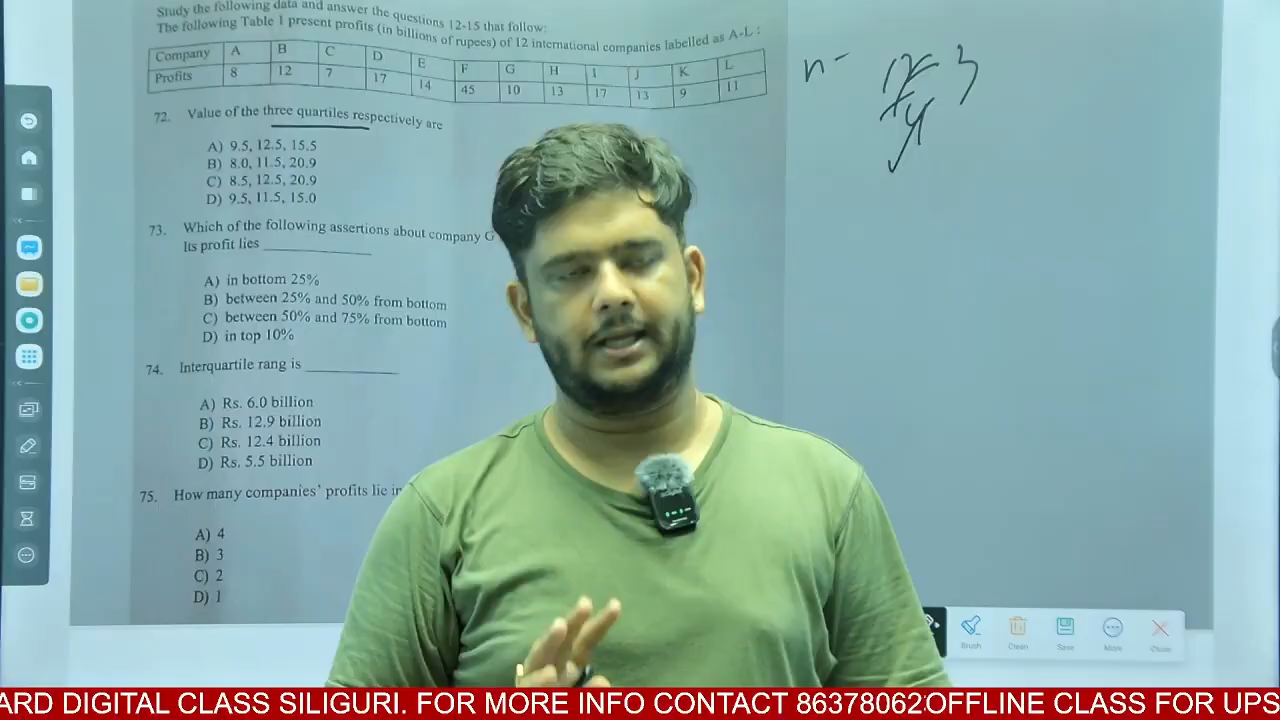 Study the following data and answer the questions 12-15 that follow:
The following Table 1 present profits (in billions of rupees) of 12 international companies labelled as A-L :
Company A B C D E F G H I J K L
Profits 8 12 7 17 14 45 10 13 17 13 9 11
n-
72. Value of the three quartiles respectively are
A) 9.5, 12.5, 15.5
B) 8.0, 11.5, 20.9
C) 8.5, 12.5, 20.9
D) 9.5, 11.5, 15.0
73. Which of the following assertions about company G
Its profit lies
A) in bottom 25%
B) between 25% and 50% from bottom
C) between 50% and 75% from bottom
D) in top 10%
74. Interquartile rang is
A) Rs. 6.0 billion
B) Rs. 12.9 billion
C) Rs. 12.4 billion
D) Rs. 5.5 billion
75. How many companies' profits lie in
A) 4
B) 3
C) 2
D) 1
Brush Clean Save More Close
ARD DIGITAL CLASS SILIGURI. FOR MORE INFO CONTACT 86378062 OFFLINE CLASS FOR UPS